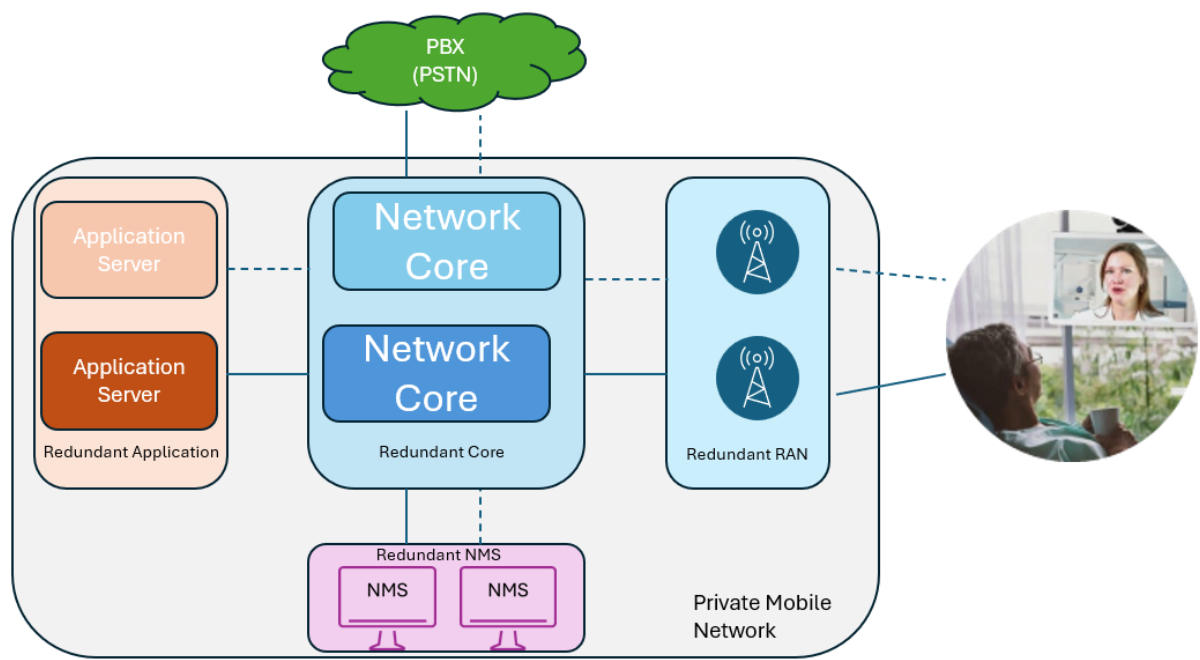 PBX
(PSTN)
Application
Server
Application
Server
Redundant Application
Network
Core
Network
Core
Redundant Core
Redundant RAN
Redundant NMS
NMS
NMS
Private Mobile
Network